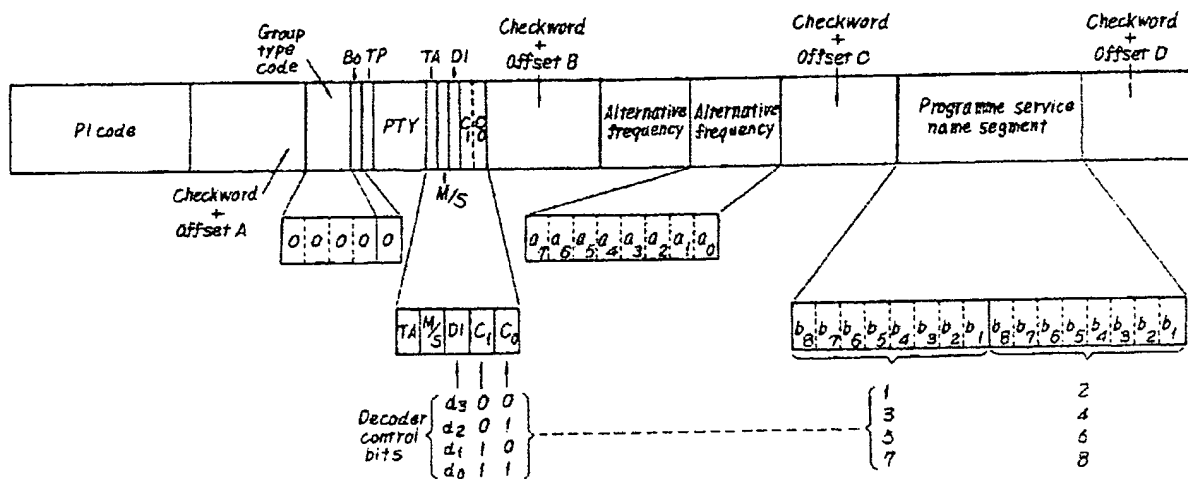 Group
type
code
Bo TP
TA DI
Checkword
+
Offset B
Checkword
+
Offset C
Checkword
+
Offset D
PI code
PTY
C1 C0
Alternative
frequency
Alternative
frequency
Programme service
name segment
M/S
Checkword
+
Offset A
0 0 0 0 0
a7 a6 a5 a4 a3 a2 a1 a0
TA M/S DI C1 C0
b8 b7 b6 b5 b4 b3 b2 b1 b8 b7 b6 b5 b4 b3 b2 b1
Decoder
control
bits
d3 0 0
d2 0 1
d1 1 0
d0 1 1
1 2
3 4
5 6
7 8